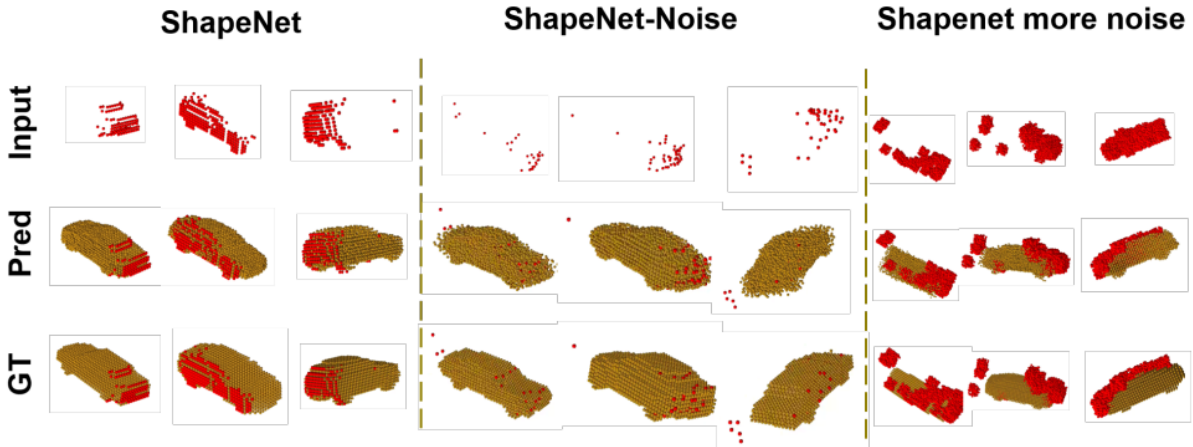 ShapeNet
ShapeNet-Noise
Shapenet more noise
Input
Pred
GT